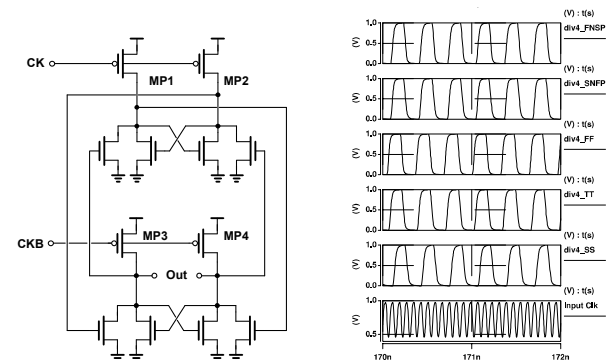 CK
MP1
MP2
CKB
MP3
MP4
Out
(V) : t(s)
div4_FNSP
(V)
1.0
0.5
0.0
(V) : t(s)
div4_SNFP
(V)
1.0
0.5
0.0
(V) : t(s)
div4_FF
(V)
1.0
0.5
0.0
(V) : t(s)
div4_TT
(V)
1.0
0.5
0.0
(V) : t(s)
div4_SS
(V)
1.0
0.5
0.0
(V) : t(s)
Input Clk
(V)
1.0
0.5
170n
171n
172n